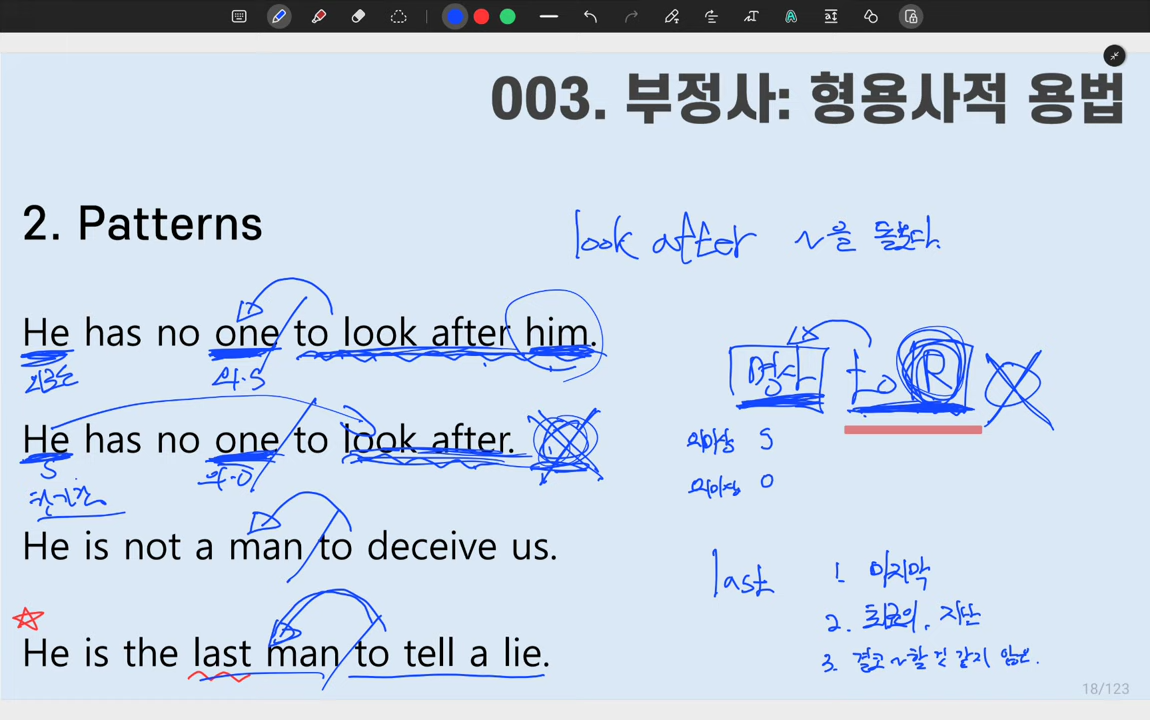 003. 부정사: 형용사적 용법
2. Patterns
look after ~을 돌보다.
He has no one to look after him.
의·S
명사 to R
He has no one to look after.
S
의·O
의미상 S
의미상 O
He is not a man to deceive us.
last 1. 마지막
2. 최근의, 지난
3. 결코 ~할 것 같지 않은.
He is the last man to tell a lie.
18/123